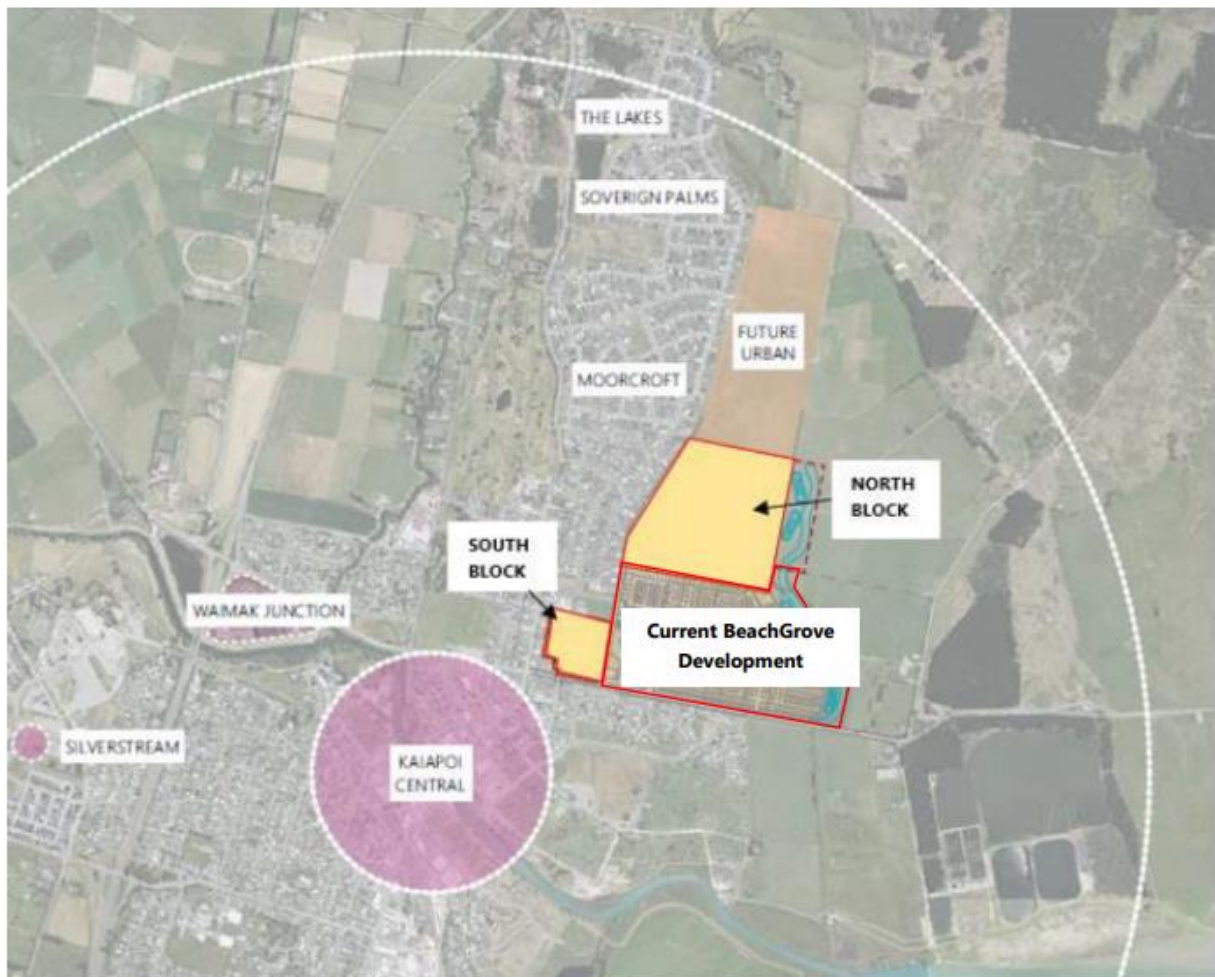 THE LAKES
SOVERIGN PALMS
FUTURE
URBAN
MOORCROFT
NORTH
BLOCK
SOUTH
BLOCK
WAIMAK JUNCTION
Current BeachGrove
Development
SILVERSTREAM
KAIAPOI
CENTRAL